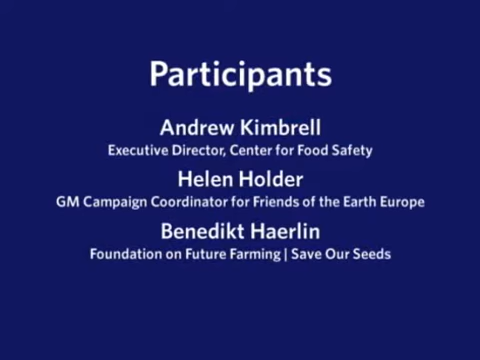 Participants
Andrew Kimbrell
Executive Director, Center for Food Safety
Helen Holder
GM Campaign Coordinator for Friends of the Earth Europe
Benedikt Haerlin
Foundation on Future Farming | Save Our Seeds